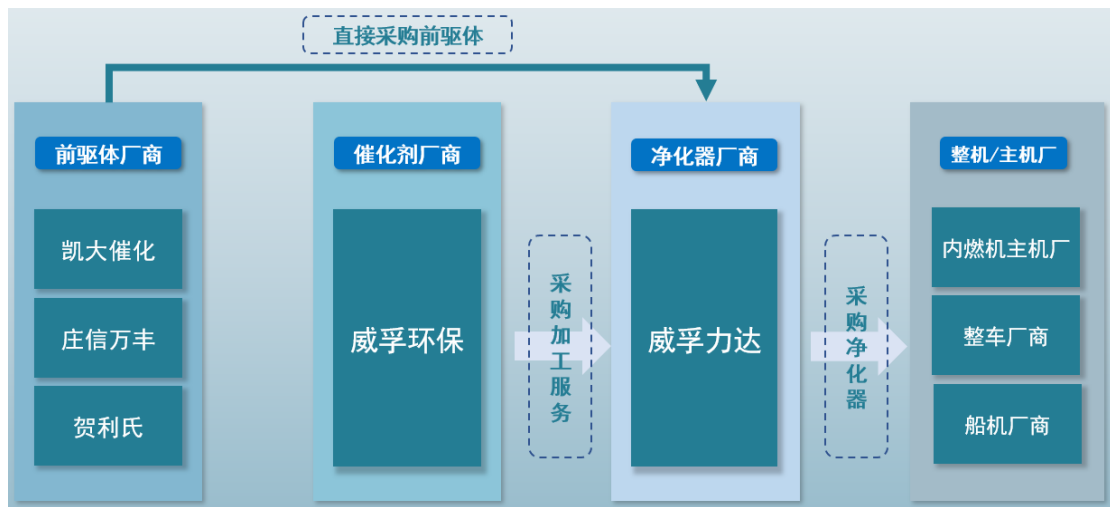 直接采购前驱体
前驱体厂商
凯大催化
庄信万丰
贺利氏
催化剂厂商
威孚环保
采购加工服务
净化器厂商
威孚力达
采购净化器
整机/主机厂
内燃机主机厂
整车厂商
船机厂商